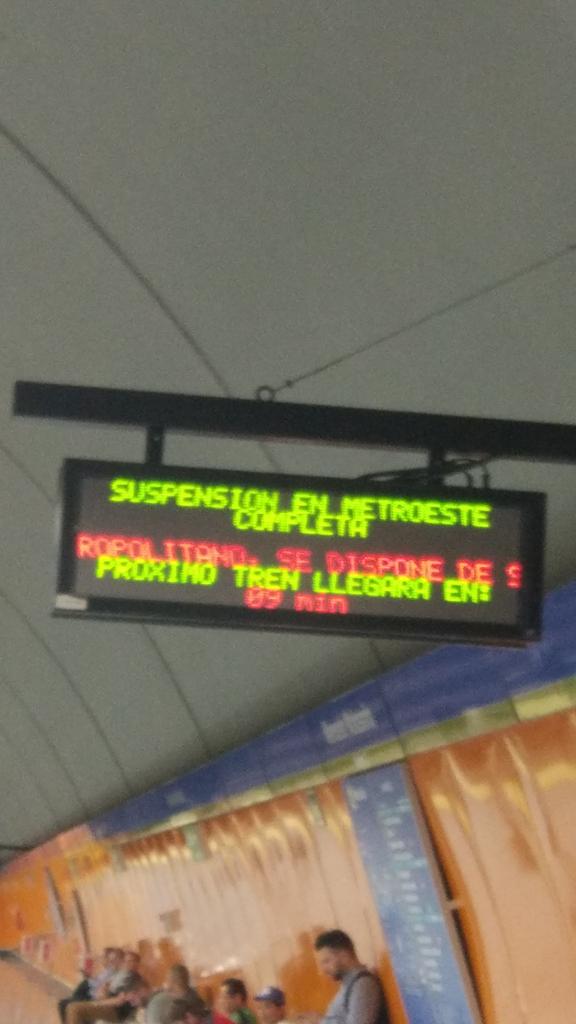 SUSPENSION EN METROESTE
COMPLETA
ROPOLITANO. SE DISPONE DE S
PROXIMO TREN LLEGARA EN:
09 min